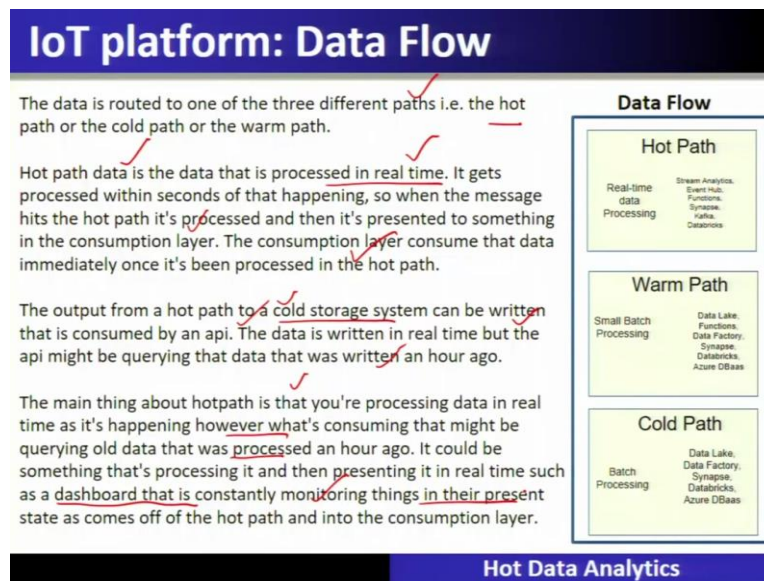 IoT platform: Data Flow
The data is routed to one of the three different paths i.e. the hot
path or the cold path or the warm path.
Hot path data is the data that is processed in real time. It gets
processed within seconds of that happening, so when the message
hits the hot path it's processed and then it's presented to something
in the consumption layer. The consumption layer consume that data
immediately once it's been processed in the hot path.
The output from a hot path to a cold storage system can be written
that is consumed by an api. The data is written in real time but the
api might be querying that data that was written an hour ago.
The main thing about hotpath is that you're processing data in real
time as it's happening however what's consuming that might be
querying old data that was processed an hour ago. It could be
something that's processing it and then presenting it in real time such
as a dashboard that is constantly monitoring things in their present
state as comes off of the hot path and into the consumption layer.
Data Flow
Hot Path
Real-time
data
Processing
Stream Analytics,
Event Hub,
Functions,
Synapse,
Kafka,
Databricks
Warm Path
Small Batch
Processing
Data Lake,
Functions,
Data Factory,
Synapse,
Databricks,
Azure DBaas
Cold Path
Batch
Processing
Data Lake,
Data Factory,
Synapse,
Databricks,
Azure DBaas
Hot Data Analytics